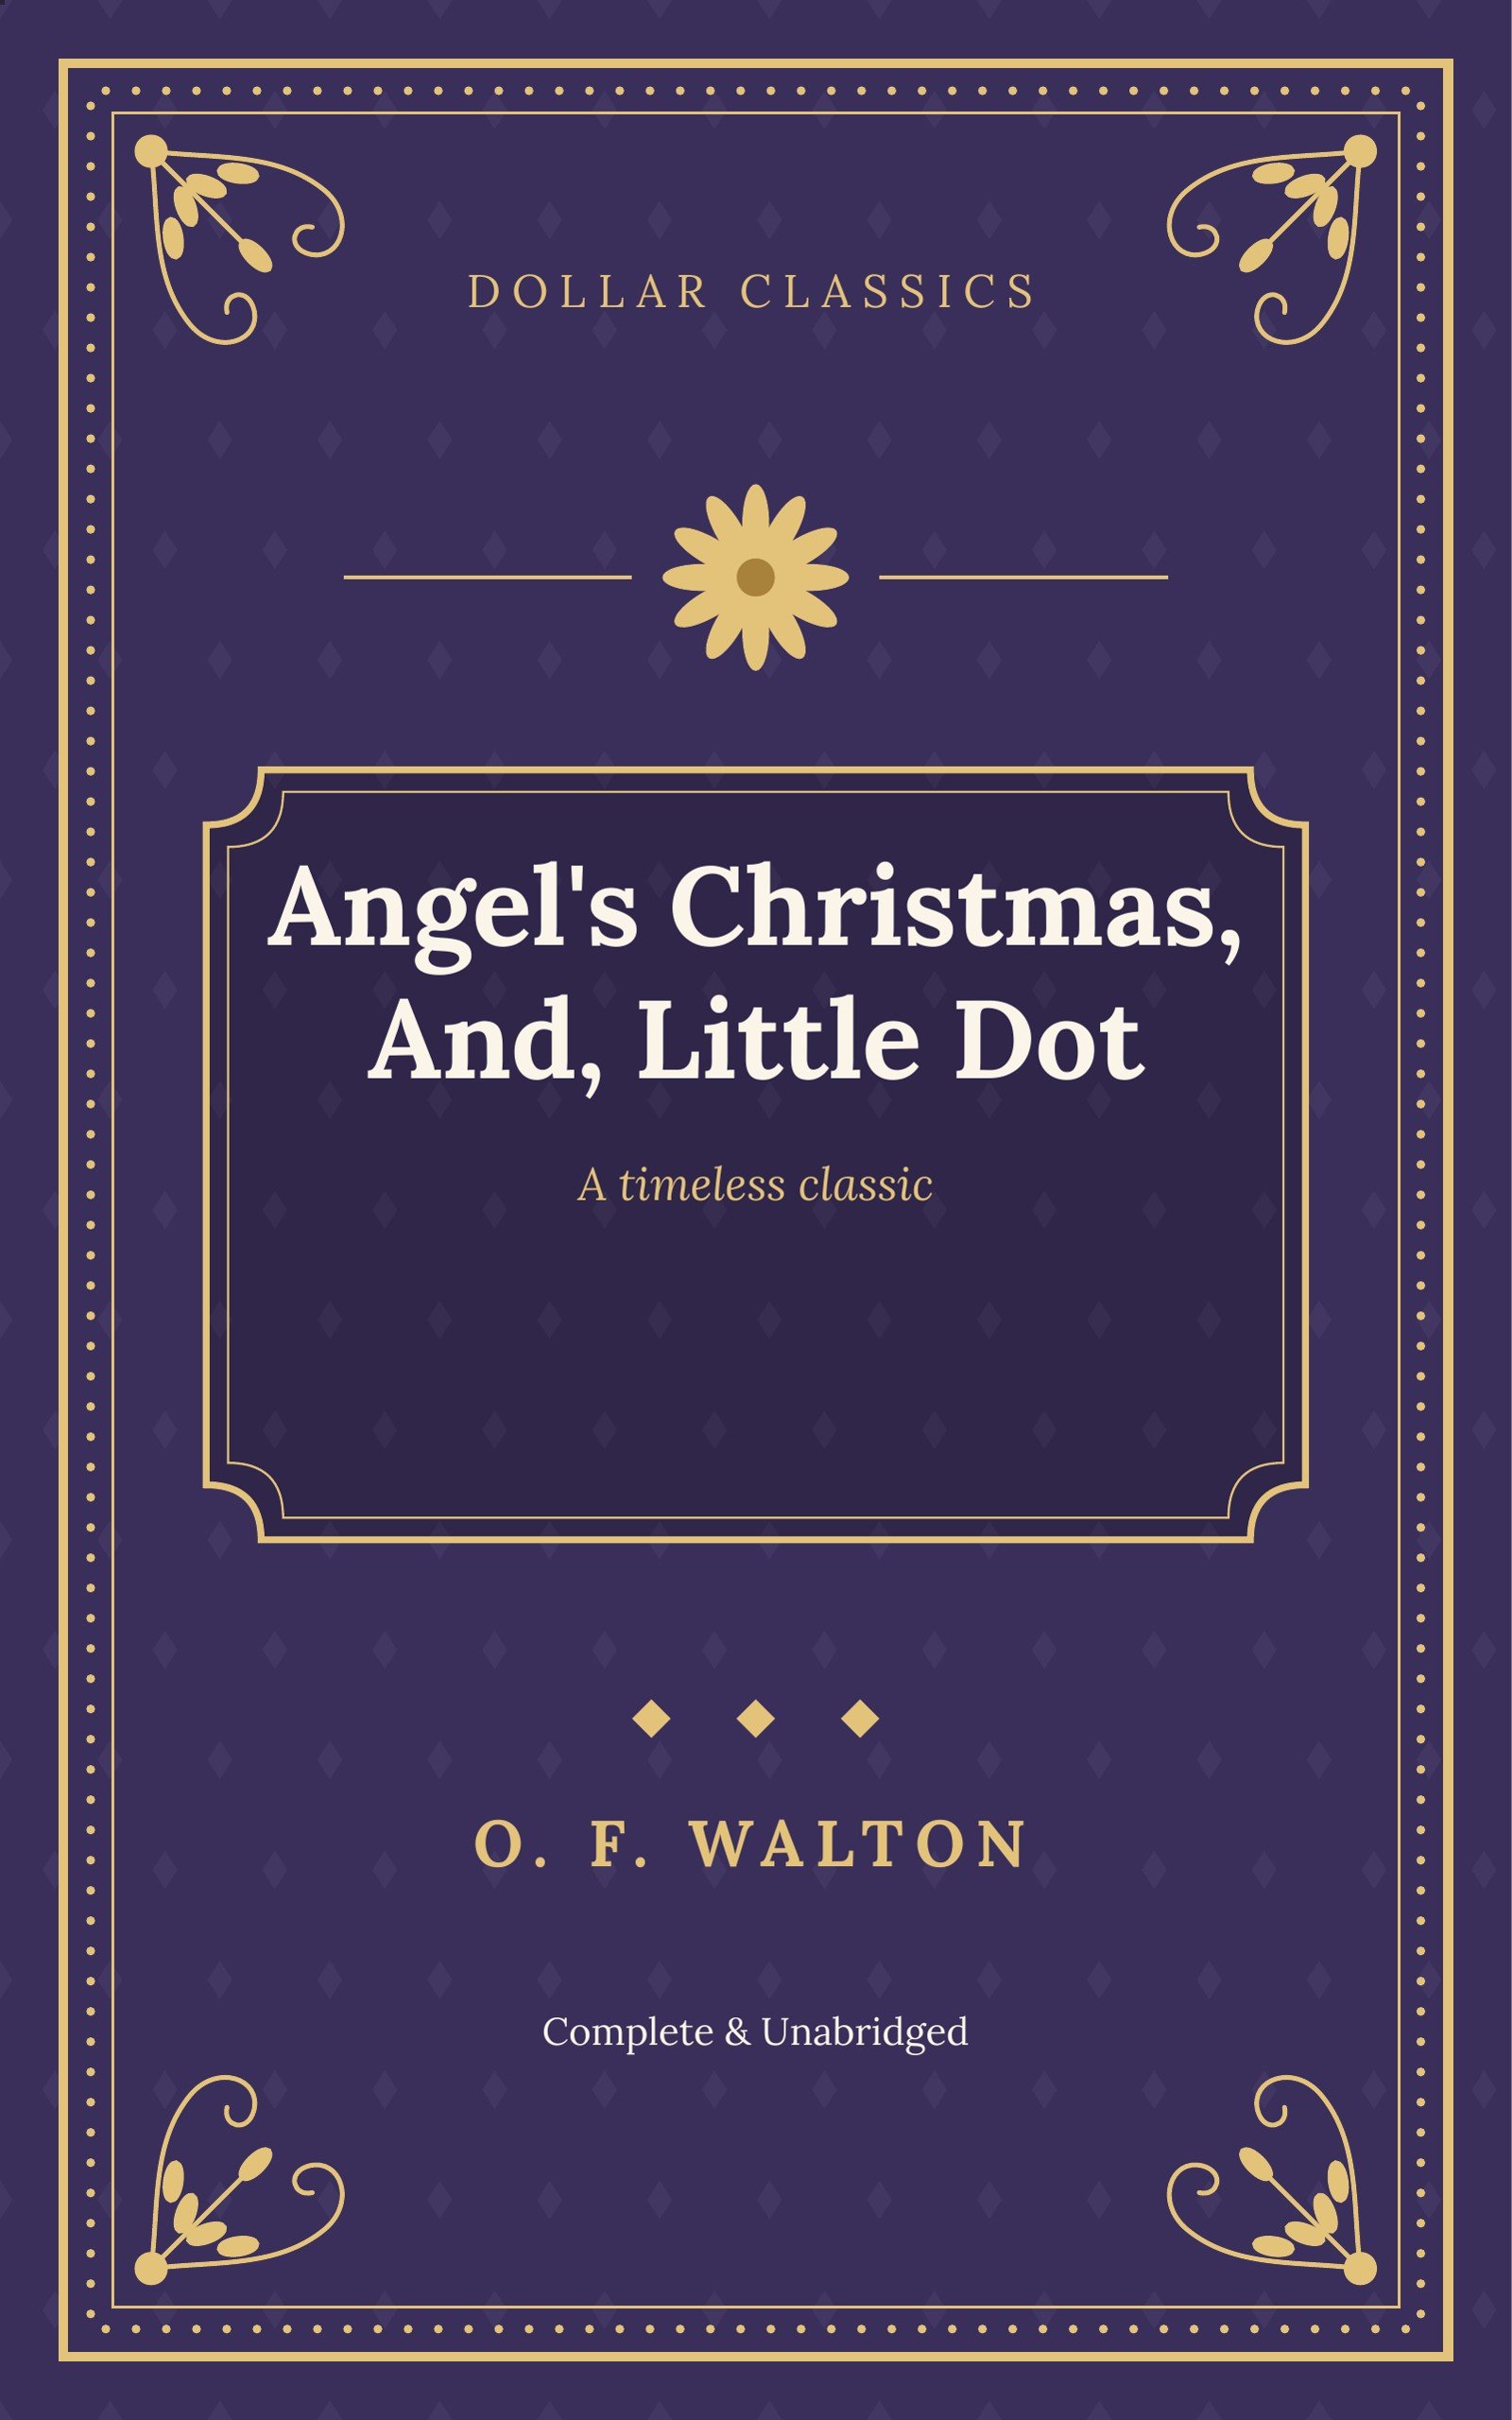 DOLLAR CLASSICS
Angel's Christmas,
And, Little Dot
A timeless classic
O. F. WALTON
Complete & Unabridged